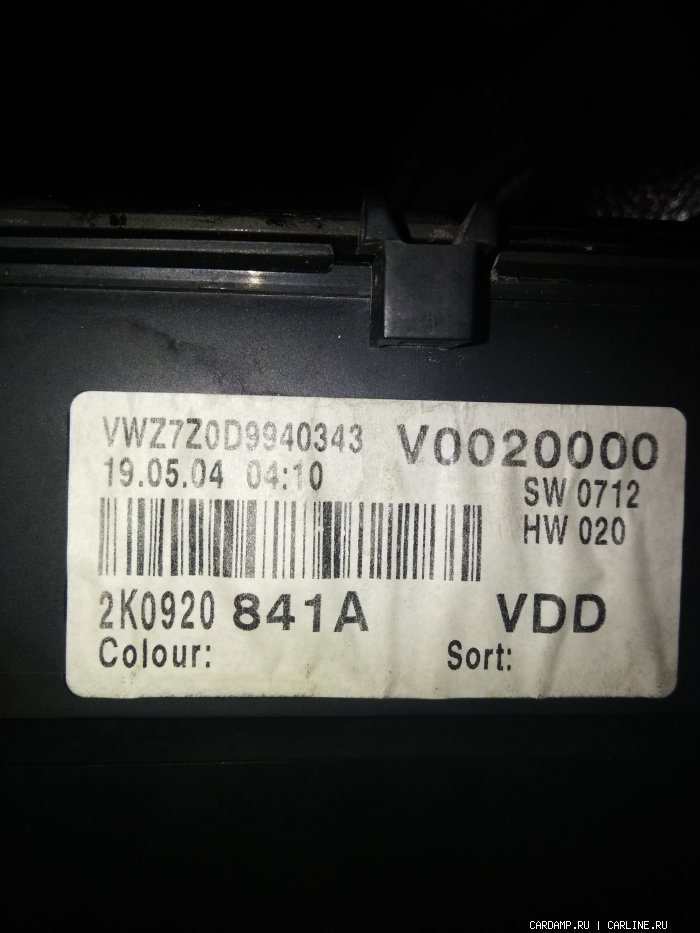 VWZ7Z0D9940343 V0020000
19.05.04 04:10 SW 0712
HW 020
2K0920 841A VDD
Colour: Sort:
CARDAMP.RU | CARLINE.RU